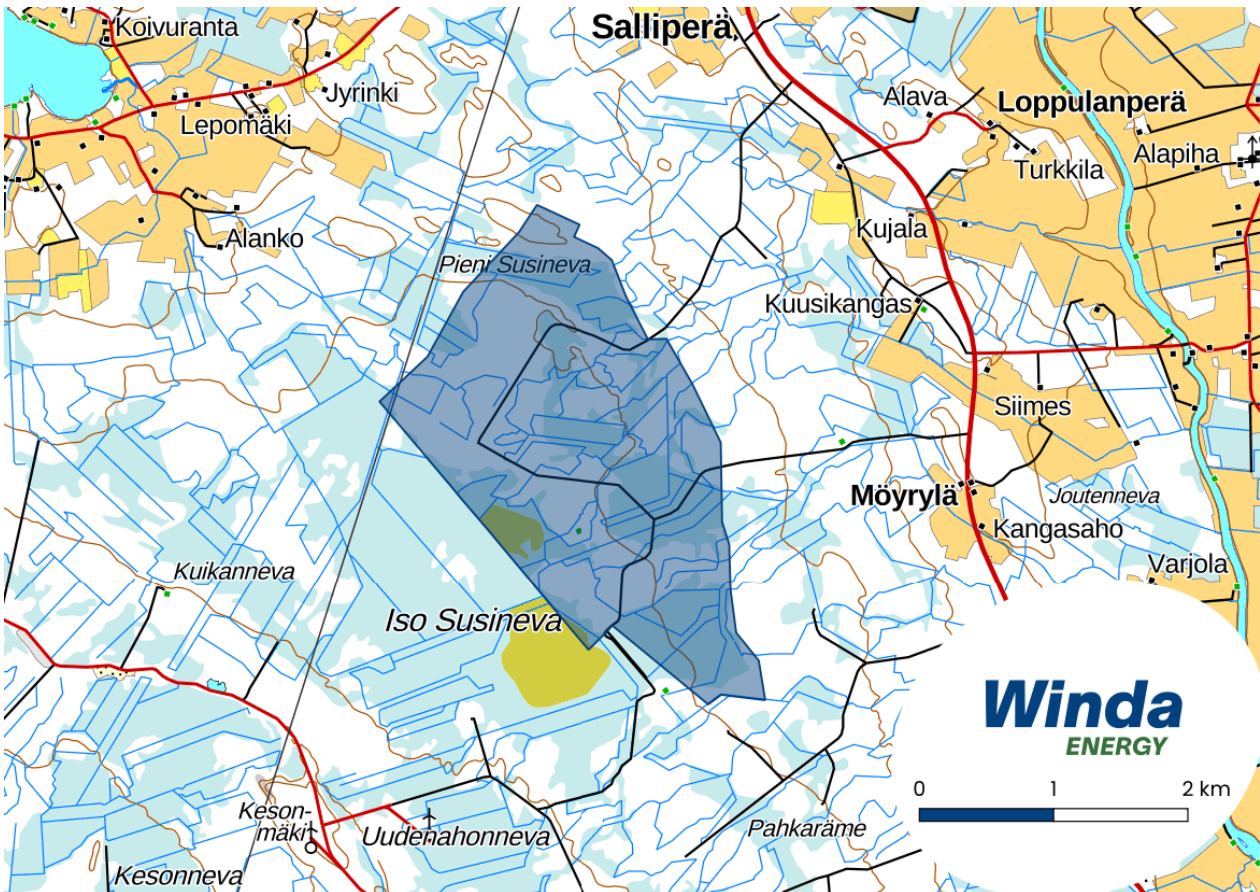 Koivuranta
Salliperä
Jyrinki
Alava
Loppulanperä
Lepomäki
Turkkila
Alapiha
Alanko
Kujala
Pieni Susineva
Kuusikangas
Siimes
Möyrylä
Joutenneva
Kangasaho
Varjola
Kuikanneva
Iso Susineva
Winda
ENERGY
0 1 2 km
Keson-
mäki
Uudenahonneva
Pahkaräme
Kesonneva